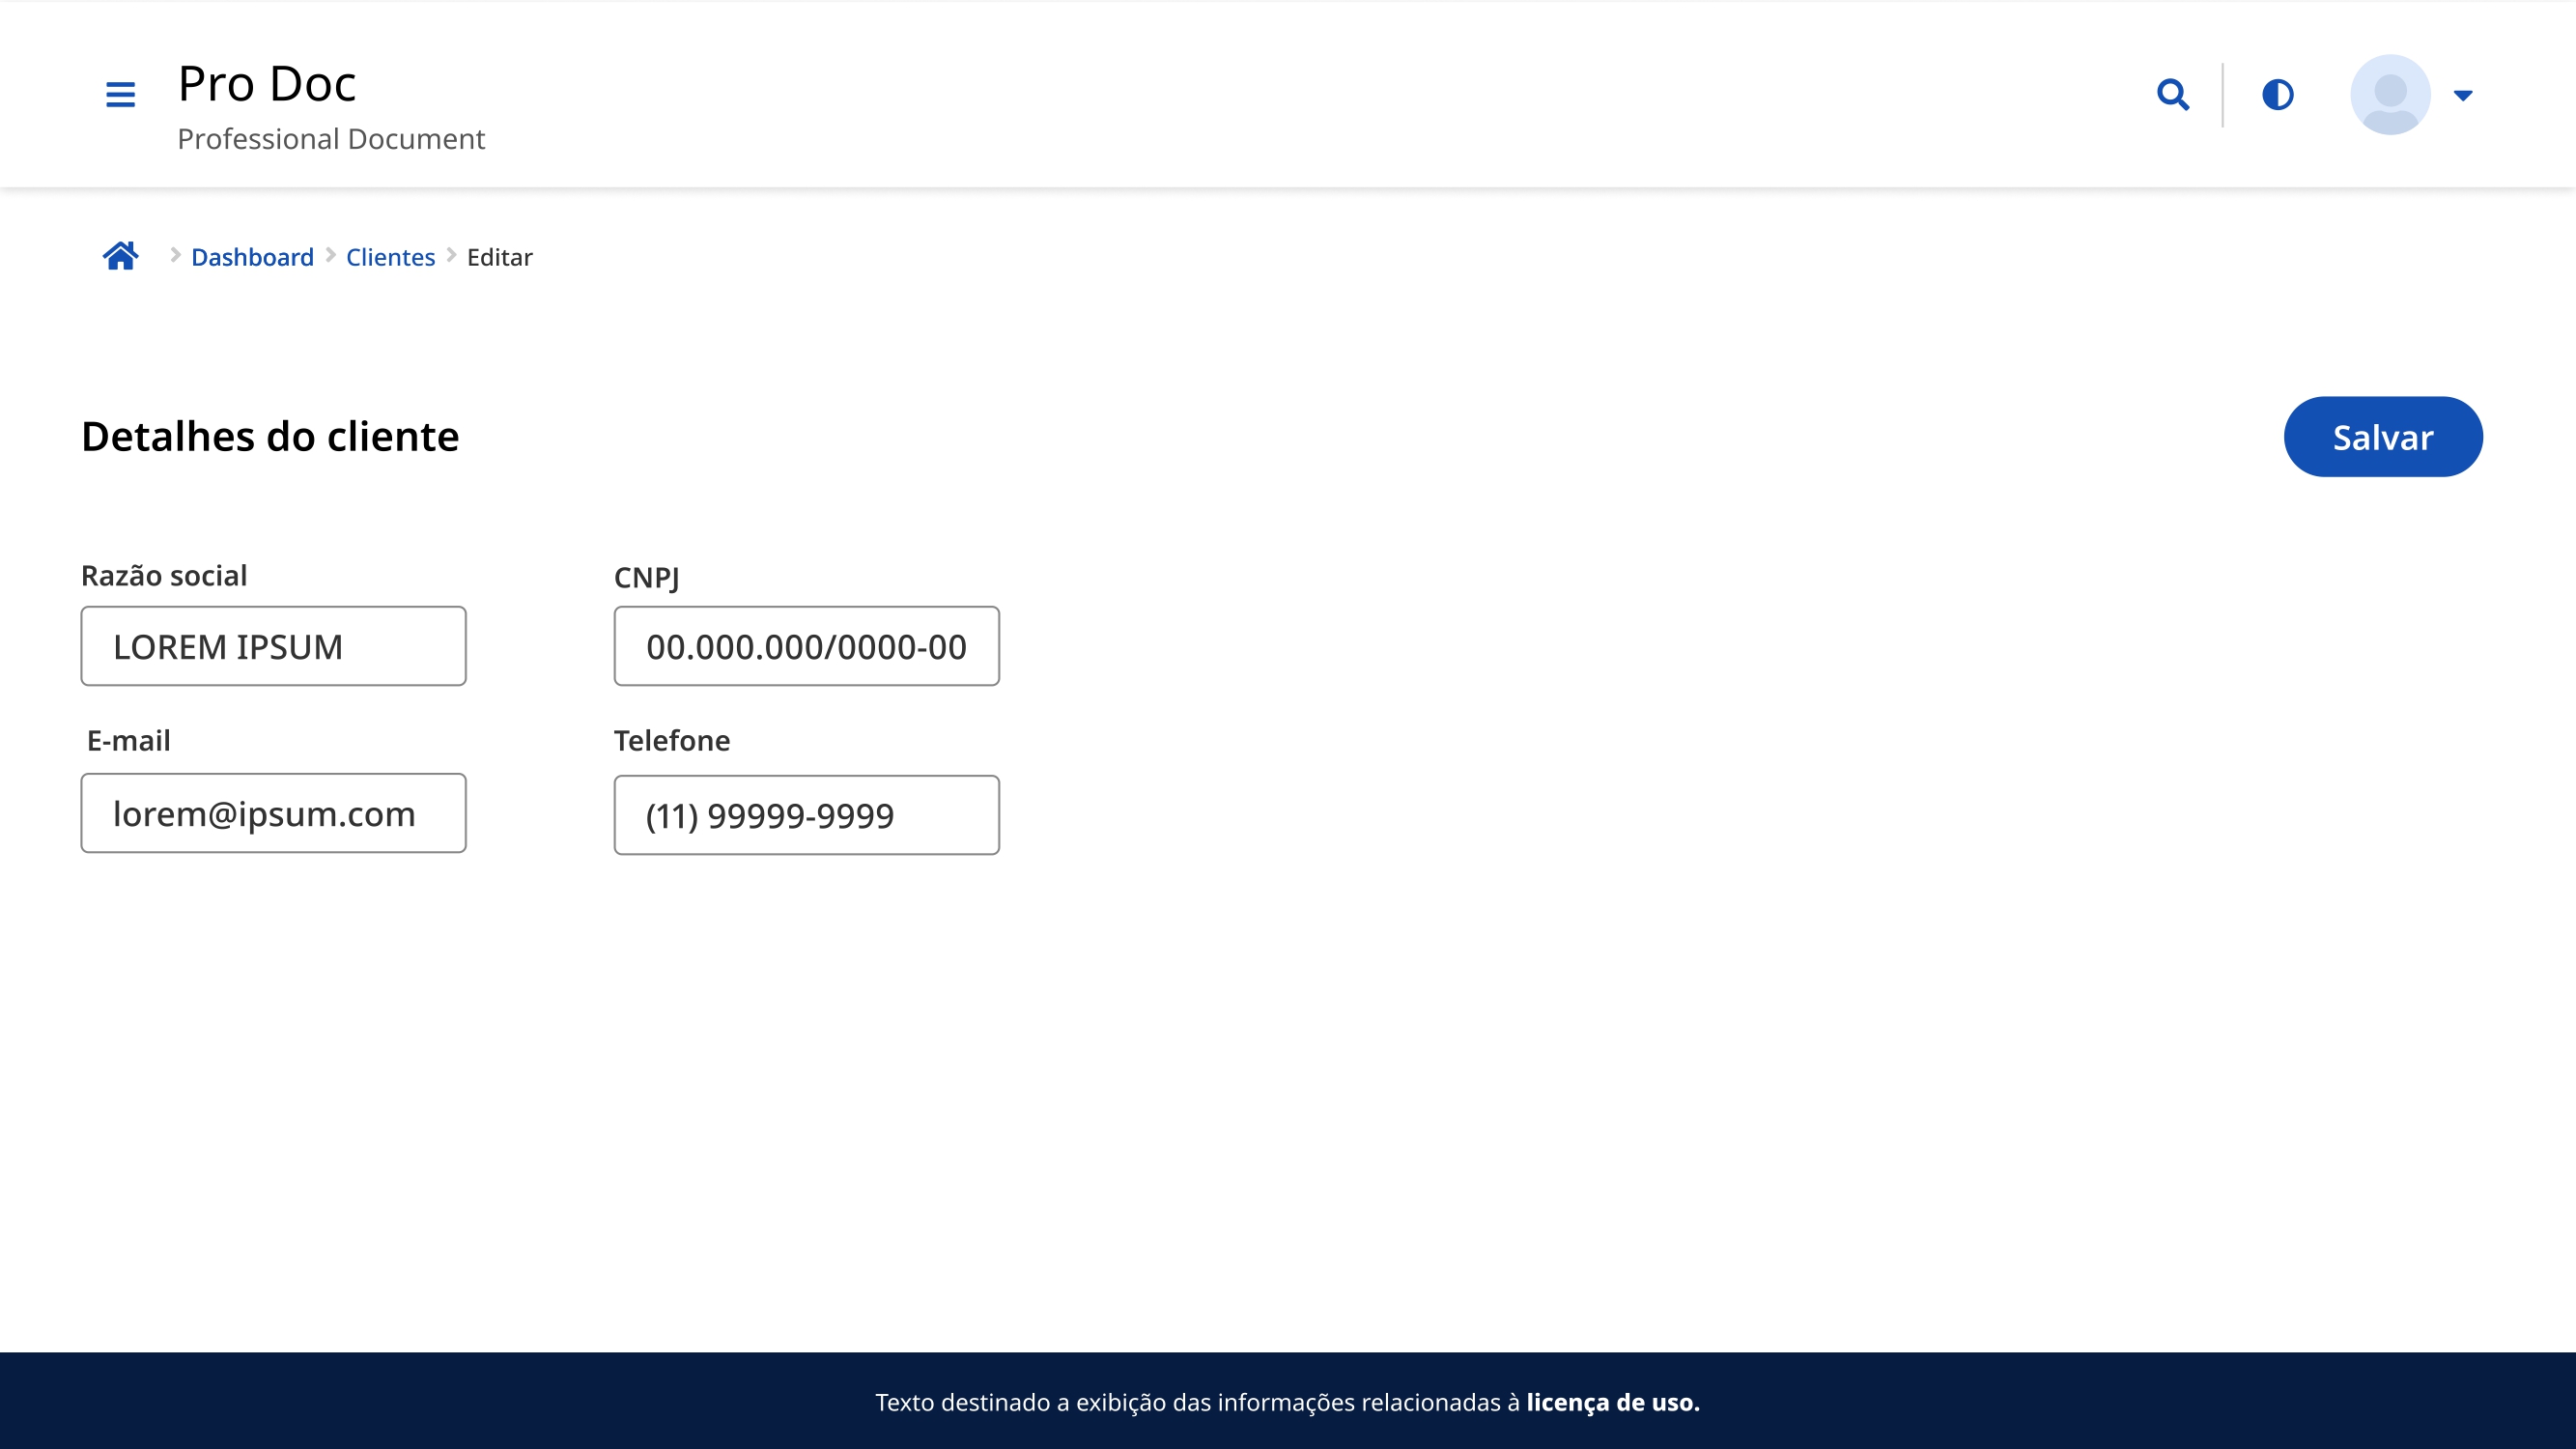 Pro Doc
Professional Document
Dashboard Clientes Editar
Detalhes do cliente
Salvar
Razão social
CNPJ
LOREM IPSUM
00.000.000/0000-00
E-mail
Telefone
lorem@ipsum.com
(11) 99999-9999
Texto destinado a exibição das informações relacionadas à licença de uso.